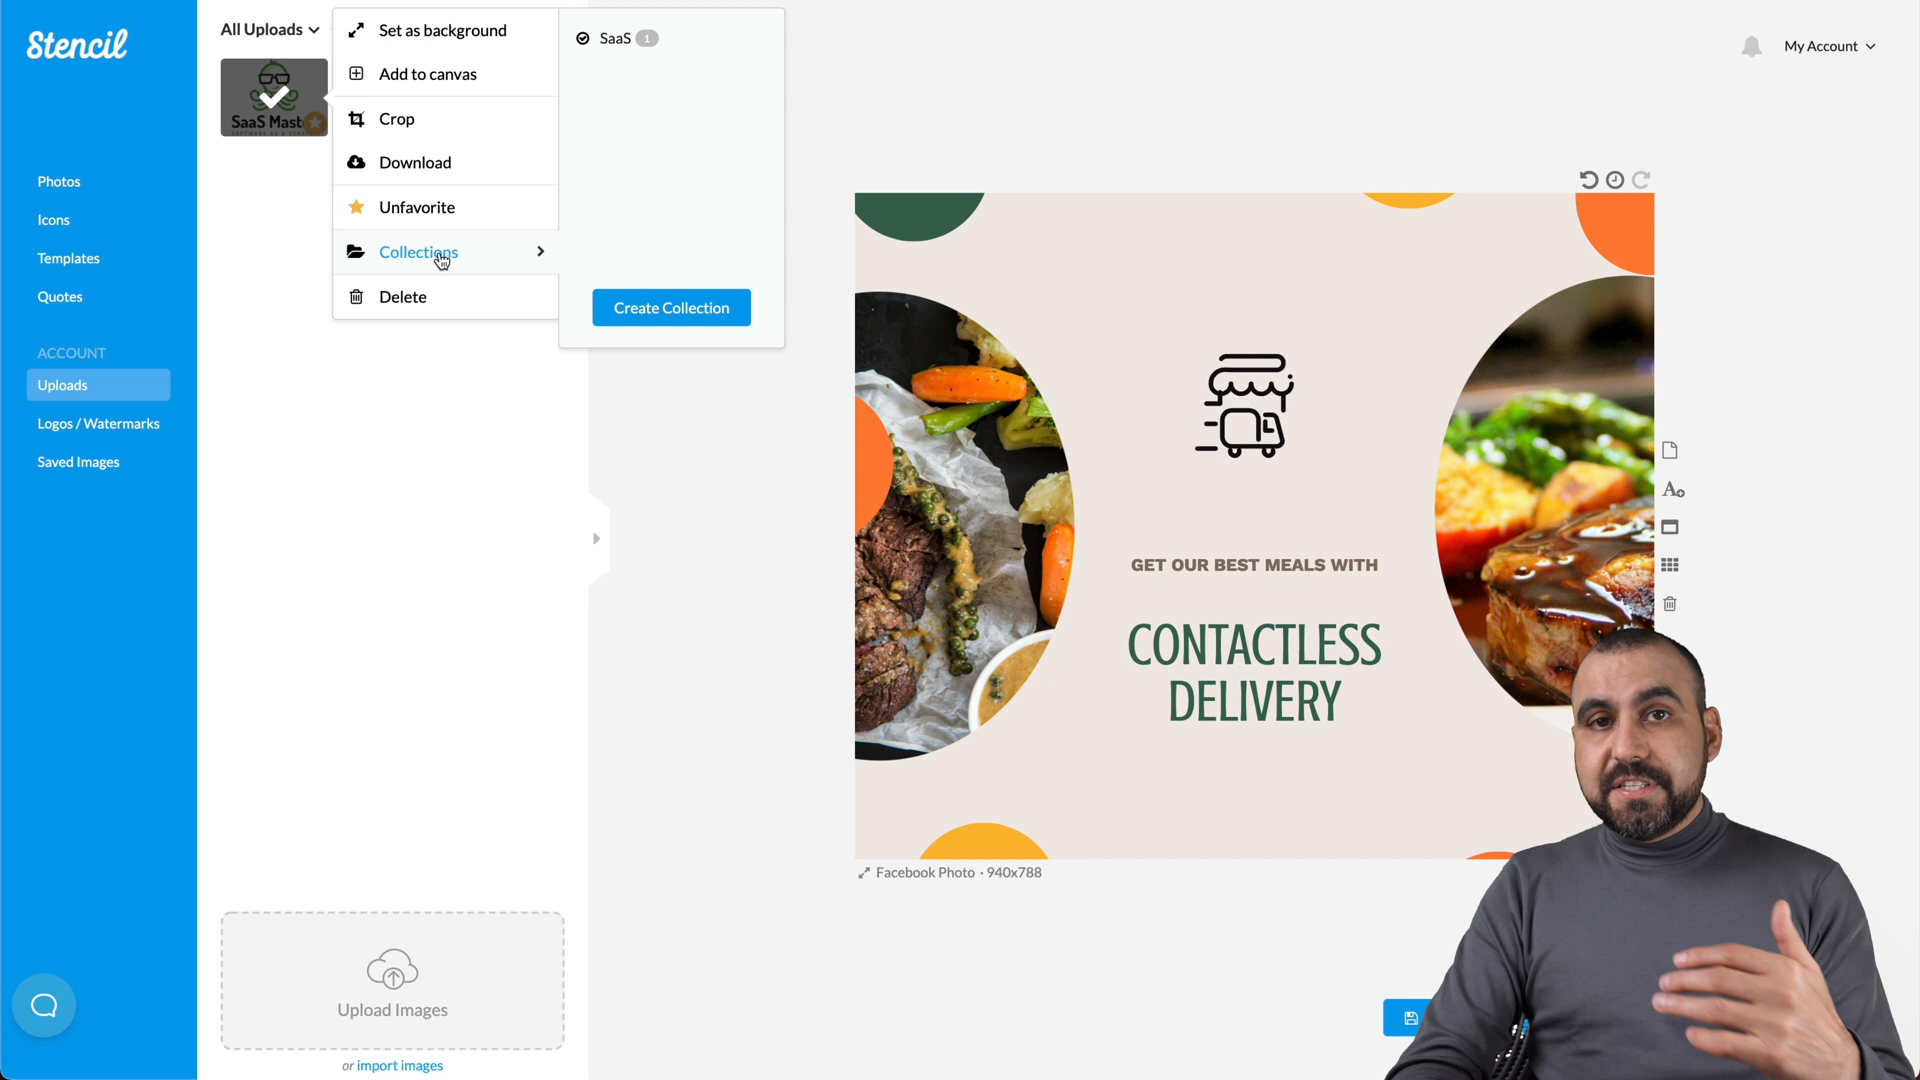 Stencil
All Uploads
Set as background
SaaS 1
My Account
Add to canvas
SaaS Mast
Crop
Download
Photos
Unfavorite
Icons
Collections
Templates
Quotes
Delete
Create Collection
ACCOUNT
Uploads
Logos / Watermarks
Saved Images
GET OUR BEST MEALS WITH
CONTACTLESS
DELIVERY
Facebook Photo · 940x788
Upload Images
or import images